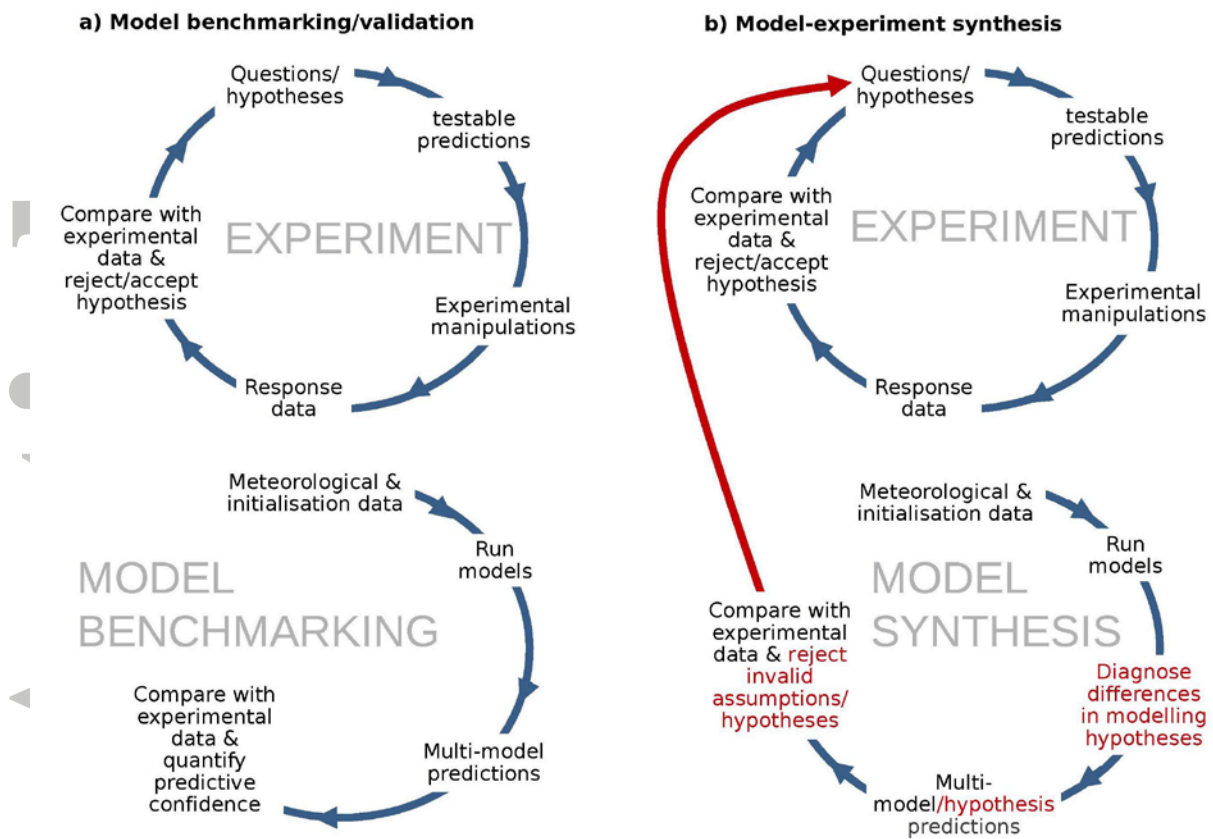 a) Model benchmarking/validation
Questions/
hypotheses
testable
predictions
Compare with
experimental
data &
reject/accept
hypothesis
EXPERIMENT
Experimental
manipulations
Response
data
Meteorological &
initialisation data
Run
models
MODEL
BENCHMARKING
Compare with
experimental
data &
quantify
predictive
confidence
Multi-model
predictions
b) Model-experiment synthesis
Questions/
hypotheses
testable
predictions
Compare with
experimental
data &
reject/accept
hypothesis
EXPERIMENT
Experimental
manipulations
Response
data
Meteorological &
initialisation data
Run
models
MODEL
SYNTHESIS
Compare with
experimental
data & reject
invalid
assumptions/
hypotheses
Diagnose
differences
in modelling
hypotheses
Multi-
model/hypothesis
predictions